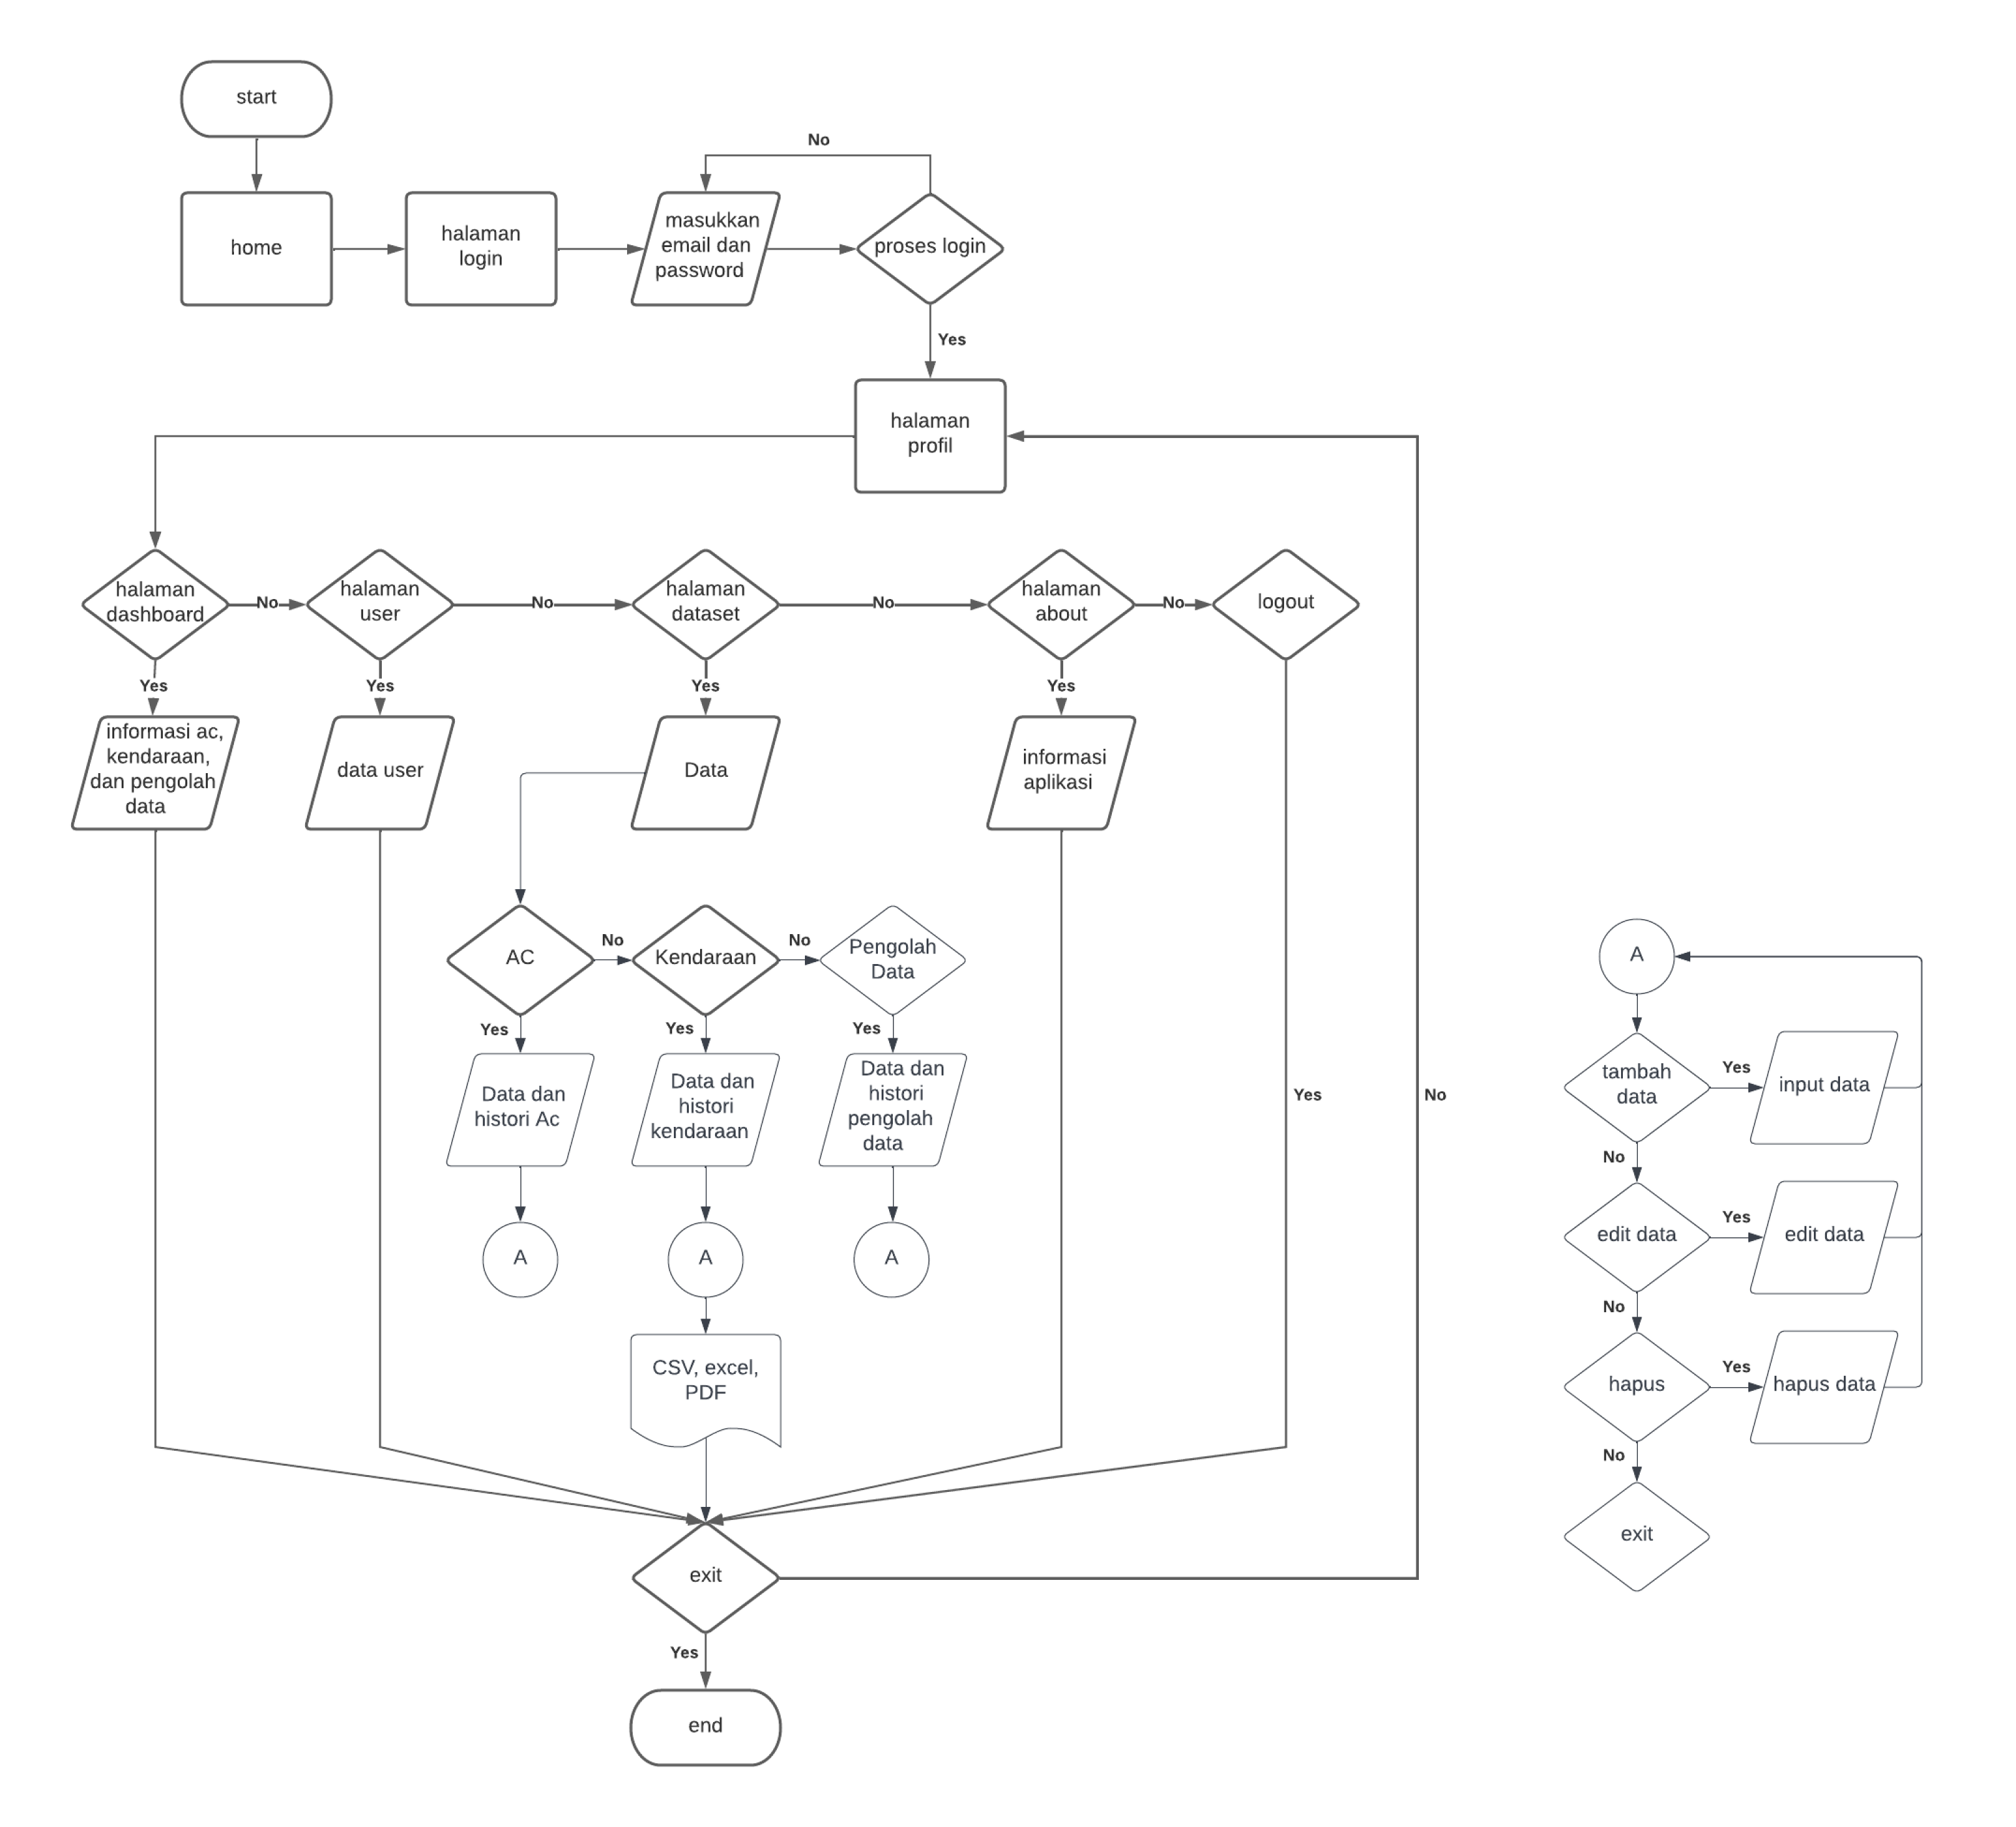 start
No
home
halaman
login
masukkan
email dan
password
proses login
Yes
halaman
profil
halaman
dashboard
No
halaman
user
No
halaman
dataset
No
halaman
about
No
logout
Yes
Yes
Yes
Yes
informasi ac,
kendaraan,
dan pengolah
data
data user
Data
informasi
aplikasi
AC
No
Kendaraan
No
Pengolah
Data
Yes
Yes
Yes
Data dan
histori Ac
Data dan
histori
kendaraan
Data dan
histori
pengolah
data
Yes
No
A
A
A
CSV, excel,
PDF
exit
Yes
end
A
tambah
data
Yes
input data
No
edit data
Yes
edit data
No
hapus
Yes
hapus data
No
exit